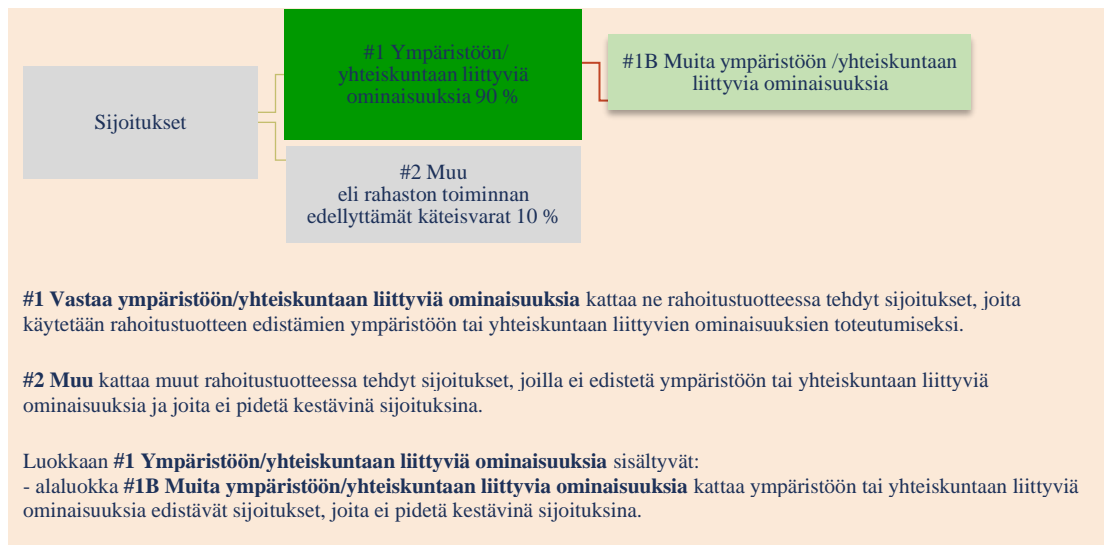 #1 Ympäristöön/
yhteiskuntaan liittyviä
ominaisuuksia 90 %
#1B Muita ympäristöön /yhteiskuntaan
liittyvia ominaisuuksia
Sijoitukset
#2 Muu
eli rahaston toiminnan
edellyttämät käteisvarat 10 %
#1 Vastaa ympäristöön/yhteiskuntaan liittyviä ominaisuuksia kattaa ne rahoitustuotteessa tehdyt sijoitukset, joita
käytetään rahoitustuotteen edistämien ympäristöön tai yhteiskuntaan liittyvien ominaisuuksien toteutumiseksi.
#2 Muu kattaa muut rahoitustuotteessa tehdyt sijoitukset, joilla ei edistetä ympäristöön tai yhteiskuntaan liittyviä
ominaisuuksia ja joita ei pidetä kestävinä sijoituksina.
Luokkaan #1 Ympäristöön/yhteiskuntaan liittyviä ominaisuuksia sisältyvät:
- alaluokka #1B Muita ympäristöön/yhteiskuntaan liittyvia ominaisuuksia kattaa ympäristöön tai yhteiskuntaan liittyviä
ominaisuuksia edistävät sijoitukset, joita ei pidetä kestävinä sijoituksina.